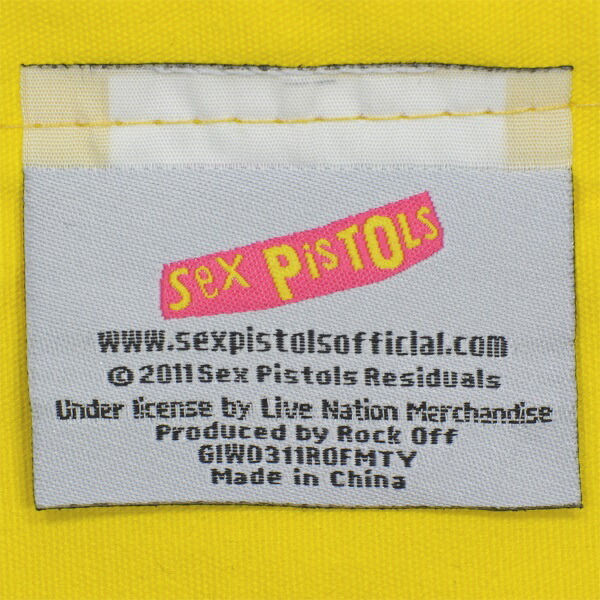 Sex PisTOLS
www.sexpistolsofficial.com
© 2011 Sex Pistols Residuals
Under license by Live Nation Merchandise
Produced by Rock Off
GIWO311ROFMTY
Made in China